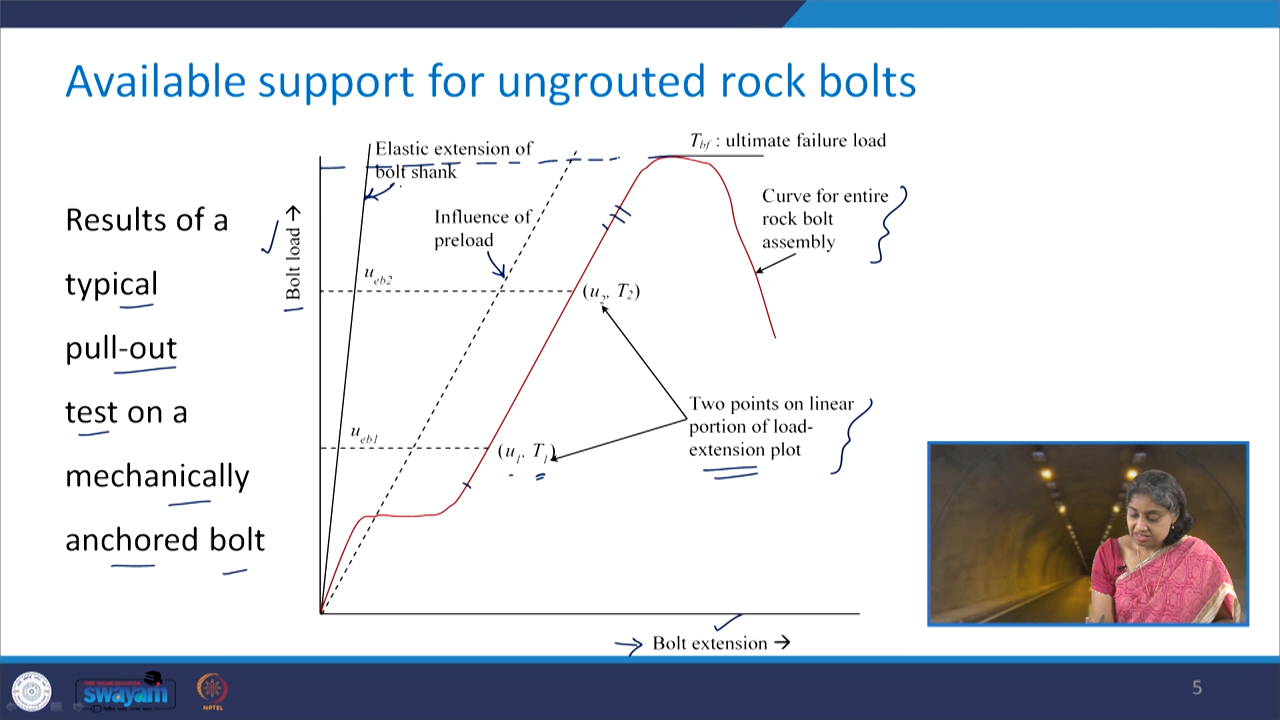 Available support for ungrouted rock bolts
Results of a
typical
pull-out
test on a
mechanically
anchored bolt
Bolt load →
Elastic extension of
bolt shank
Influence of
preload
u_eb2
u_eb1
T_bf : ultimate failure load
Curve for entire
rock bolt
assembly
(u_2, T_2)
Two points on linear
portion of load-
extension plot
(u_1, T_1)
Bolt extension →
swayam
NPTEL
5